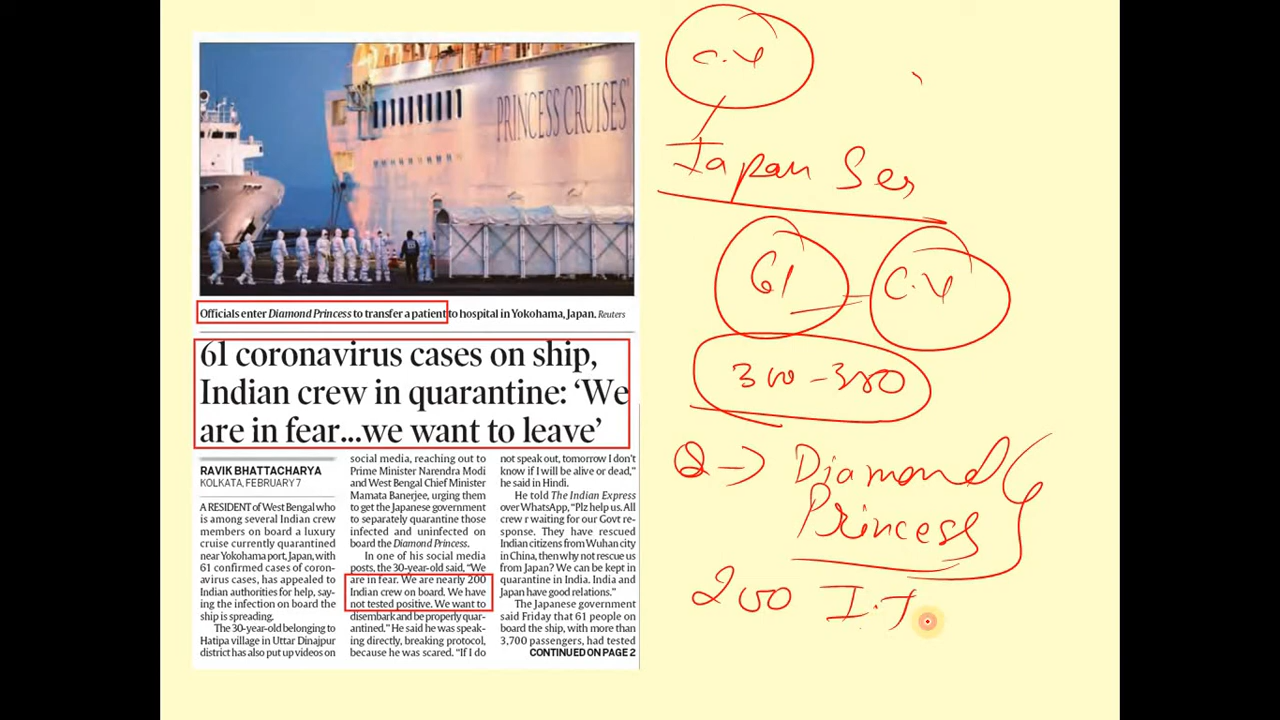 PRINCESS CRUISES
Officials enter Diamond Princess to transfer a patient to hospital in Yokohama, Japan. Reuters
61 coronavirus cases on ship,
Indian crew in quarantine: ‘We
are in fear...we want to leave’
RAVIK BHATTACHARYA
KOLKATA, FEBRUARY 7
A RESIDENT of West Bengal who
is among several Indian crew
members on board a luxury
cruise currently quarantined
near Yokohama port, Japan, with
61 confirmed cases of coron-
avirus cases, has appealed to
Indian authorities for help, say-
ing the infection on board the
ship is spreading.
The 30-year-old belonging to
Hatipa village in Uttar Dinajpur
district has also put up videos on
social media, reaching out to
Prime Minister Narendra Modi
and West Bengal Chief Minister
Mamata Banerjee, urging them
to get the Japanese government
to separately quarantine those
infected and uninfected on
board the Diamond Princess.
In one of his social media
posts, the 30-year-old said, “We
are in fear. We are nearly 200
Indian crew on board. We have
not tested positive. We want to
disembark and be properly quar-
antined.” He said he was speak-
ing directly, breaking protocol,
because he was scared. “If I do
not speak out, tomorrow I don't
know if I will be alive or dead,”
he said in Hindi.
He told The Indian Express
over WhatsApp, “Plz help us. All
crew r waiting for our Govt re-
sponse. They have rescued
Indian citizens from Wuhan city
in China, then why not rescue us
from Japan? We can be kept in
quarantine in India. India and
Japan have good relations.”
The Japanese government
said Friday that 61 people on
board the ship, with more than
3,700 passengers, had tested
CONTINUED ON PAGE 2
C.V
Japan Sea
61 - C.V
Q → Diamond
Princess
200 I.